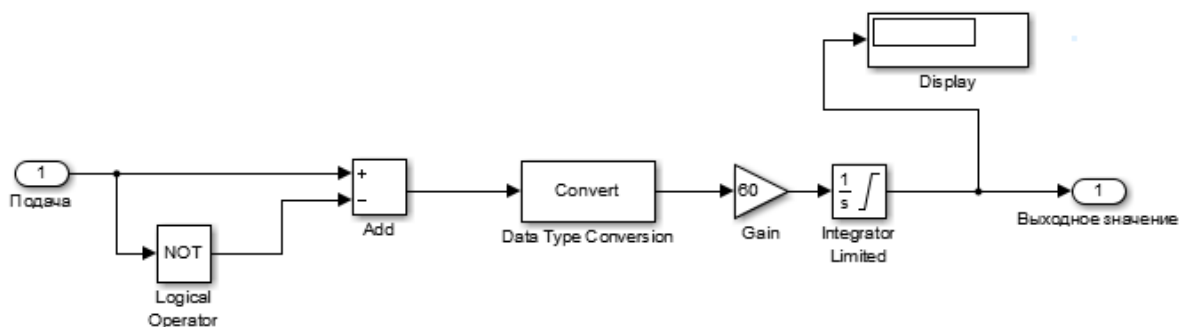 Display
1
Подача
+
−
Add
NOT
Logical
Operator
Convert
Data Type Conversion
60
Gain
1
s
Integrator
Limited
1
Выходное значение